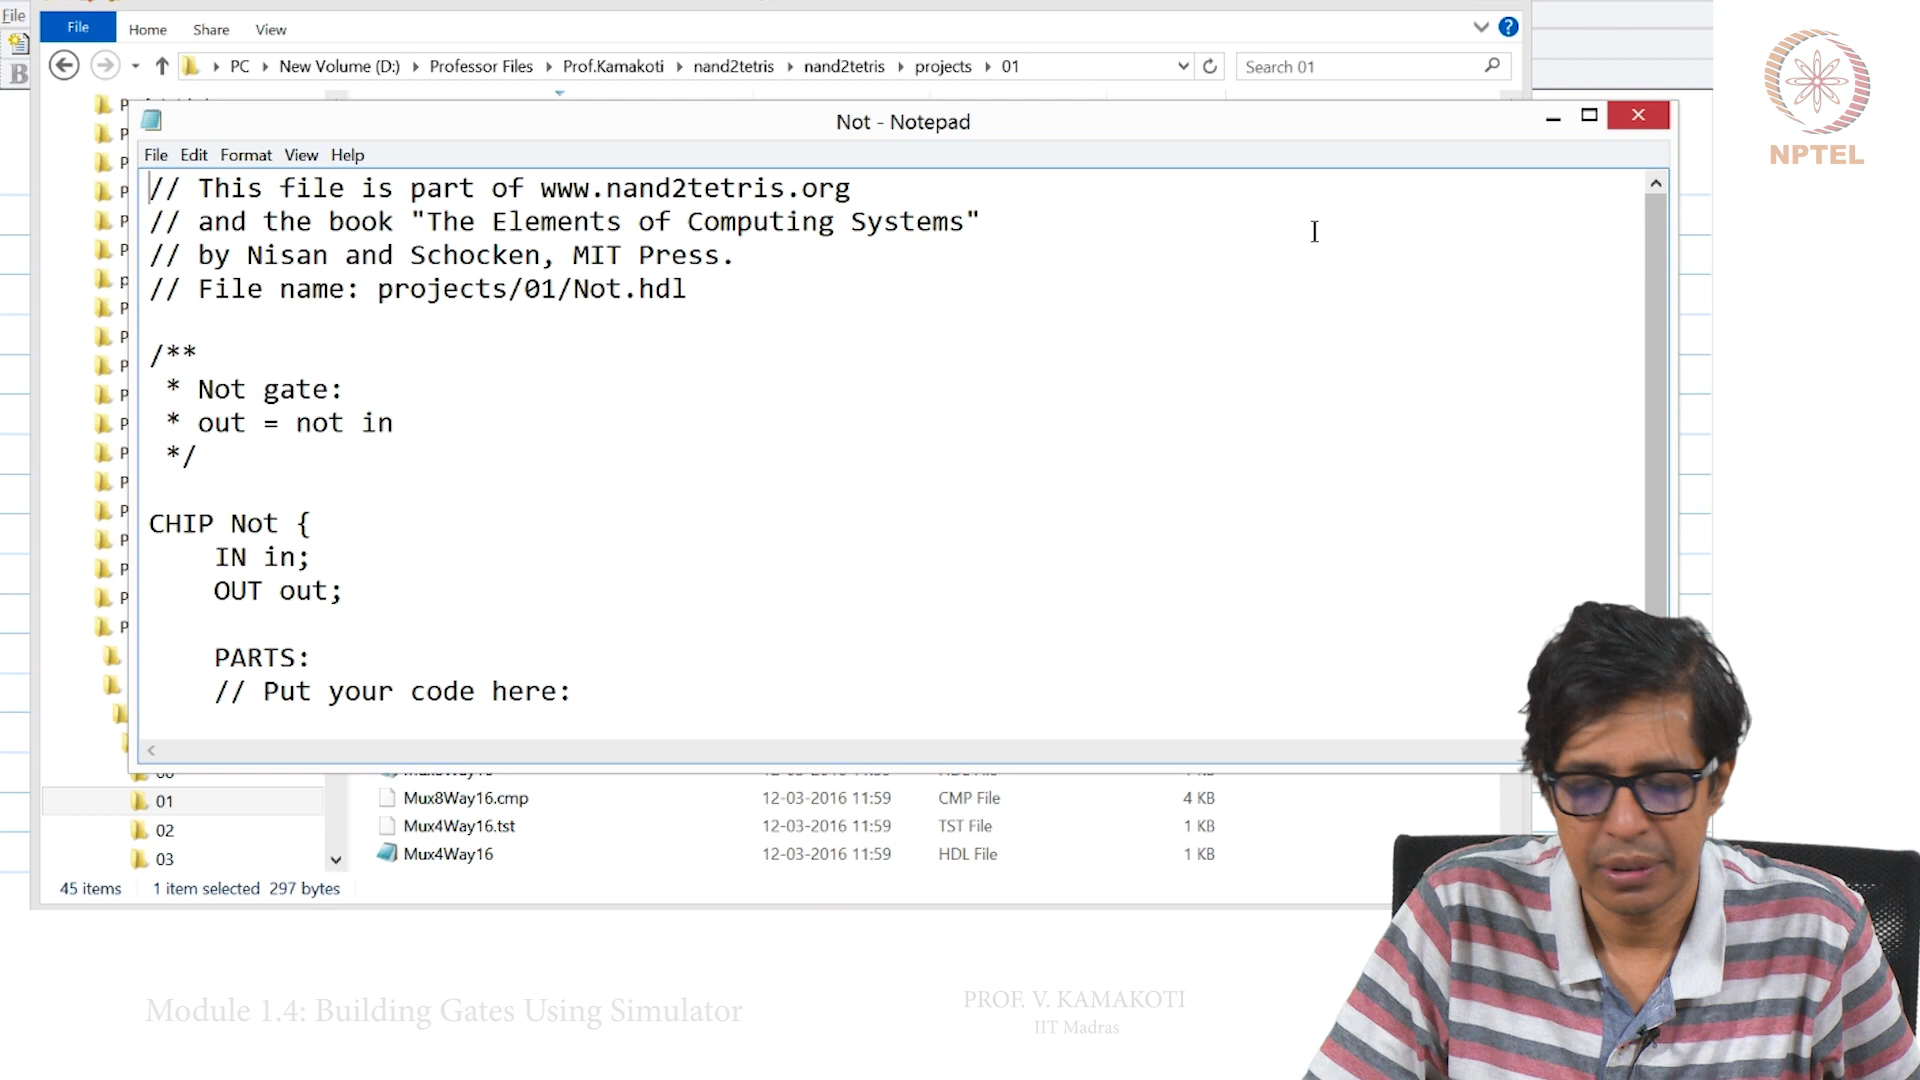 File
File Home Share View
PC New Volume (D:) Professor Files Prof.Kamakoti nand2tetris nand2tetris projects 01
Search 01
Not - Notepad
File Edit Format View Help
// This file is part of www.nand2tetris.org
// and the book "The Elements of Computing Systems"
// by Nisan and Schocken, MIT Press.
// File name: projects/01/Not.hdl
/**
* Not gate:
* out = not in
*/
CHIP Not {
IN in;
OUT out;
PARTS:
// Put your code here:
01
02
03
Mux8Way16.cmp 12-03-2016 11:59 CMP File 4 KB
Mux4Way16.tst 12-03-2016 11:59 TST File 1 KB
Mux4Way16 12-03-2016 11:59 HDL File 1 KB
45 items 1 item selected 297 bytes
NPTEL
Module 1.4: Building Gates Using Simulator
PROF. V. KAMAKOTI
IIT Madras